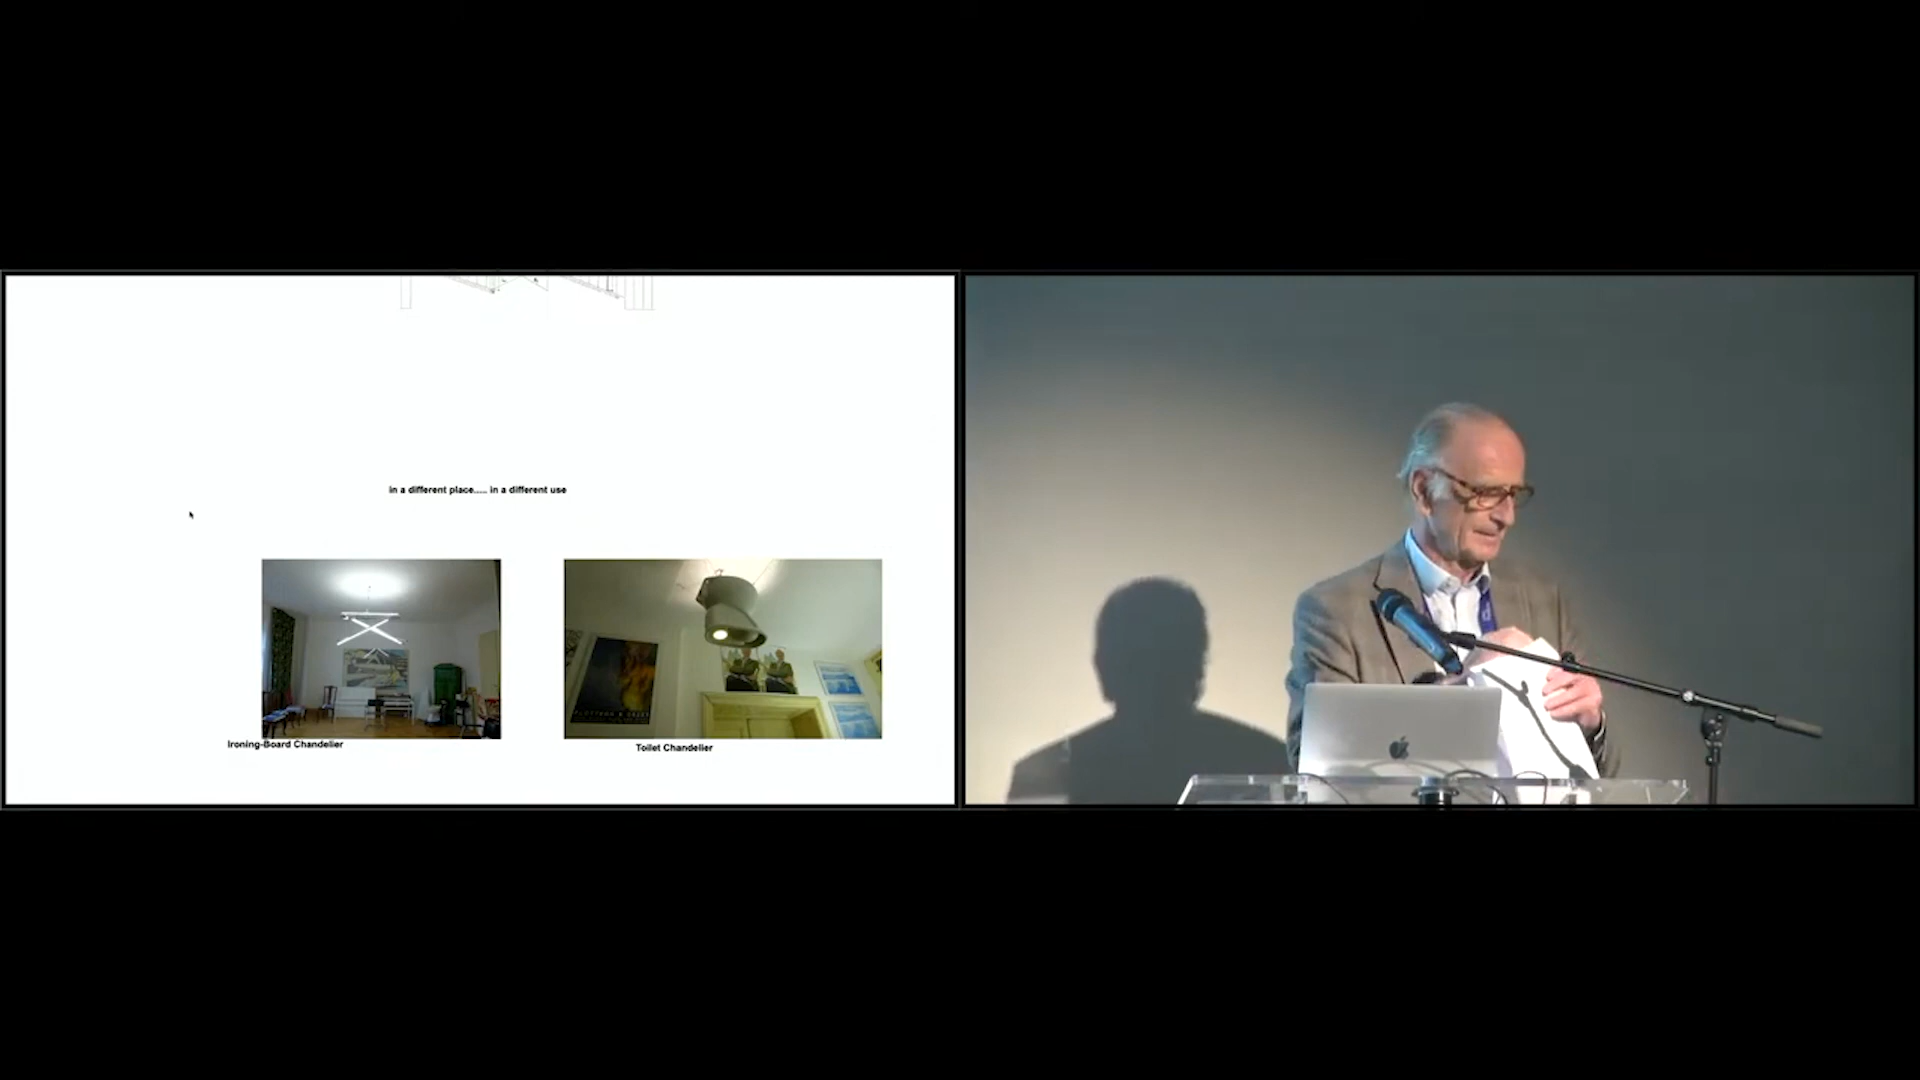 in a different place..... in a different use
Ironing-Board Chandelier
Toilet Chandelier